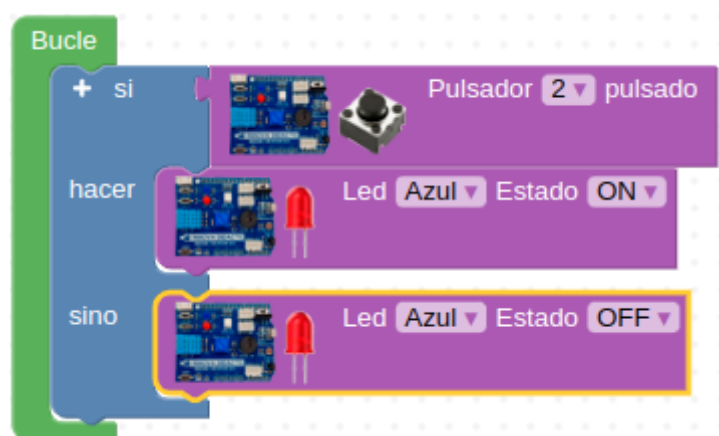 Bucle
si Pulsador 2 pulsado
hacer Led Azul Estado ON
sino Led Azul Estado OFF